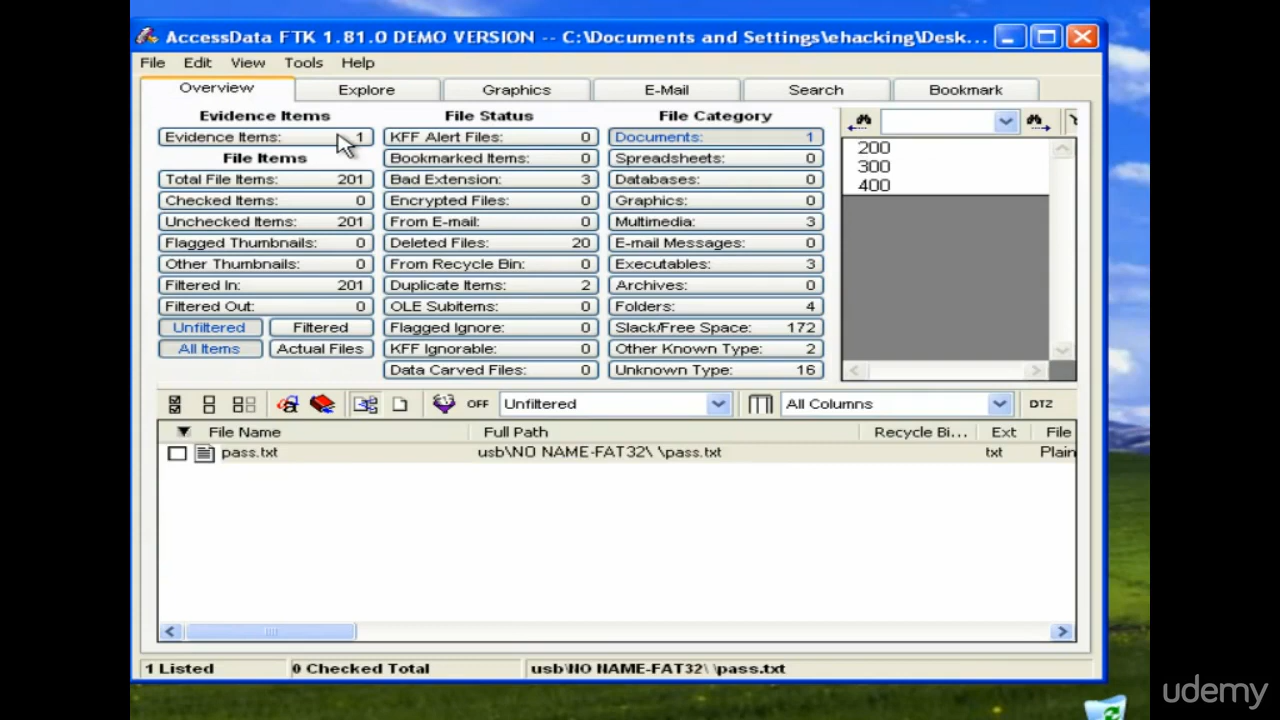 AccessData FTK 1.81.0 DEMO VERSION -- C:\Documents and Settings\ehacking\Desk...
File Edit View Tools Help
Overview Explore Graphics E-Mail Search Bookmark
Evidence Items File Status File Category
Evidence Items: 1 KFF Alert Files: 0 Documents: 1
200
File Items Bookmarked Items: 0 Spreadsheets: 0
300
Total File Items: 201 Bad Extension: 3 Databases: 0
400
Checked Items: 0 Encrypted Files: 0 Graphics: 0
Unchecked Items: 201 From E-mail: 0 Multimedia: 3
Flagged Thumbnails: 0 Deleted Files: 20 E-mail Messages: 0
Other Thumbnails: 0 From Recycle Bin: 0 Executables: 3
Filtered In: 201 Duplicate Items: 2 Archives: 0
Filtered Out: 0 OLE Subitems: 0 Folders: 4
Unfiltered Filtered Flagged Ignore: 0 Slack/Free Space: 172
All Items Actual Files KFF Ignorable: 0 Other Known Type: 2
Data Carved Files: 0 Unknown Type: 16
OFF Unfiltered All Columns DTZ
File Name Full Path Recycle Bi... Ext File
pass.txt usb\NO NAME-FAT32\ \pass.txt txt Plain
1 Listed 0 Checked Total usb\NO NAME-FAT32\ \pass.txt
udemy